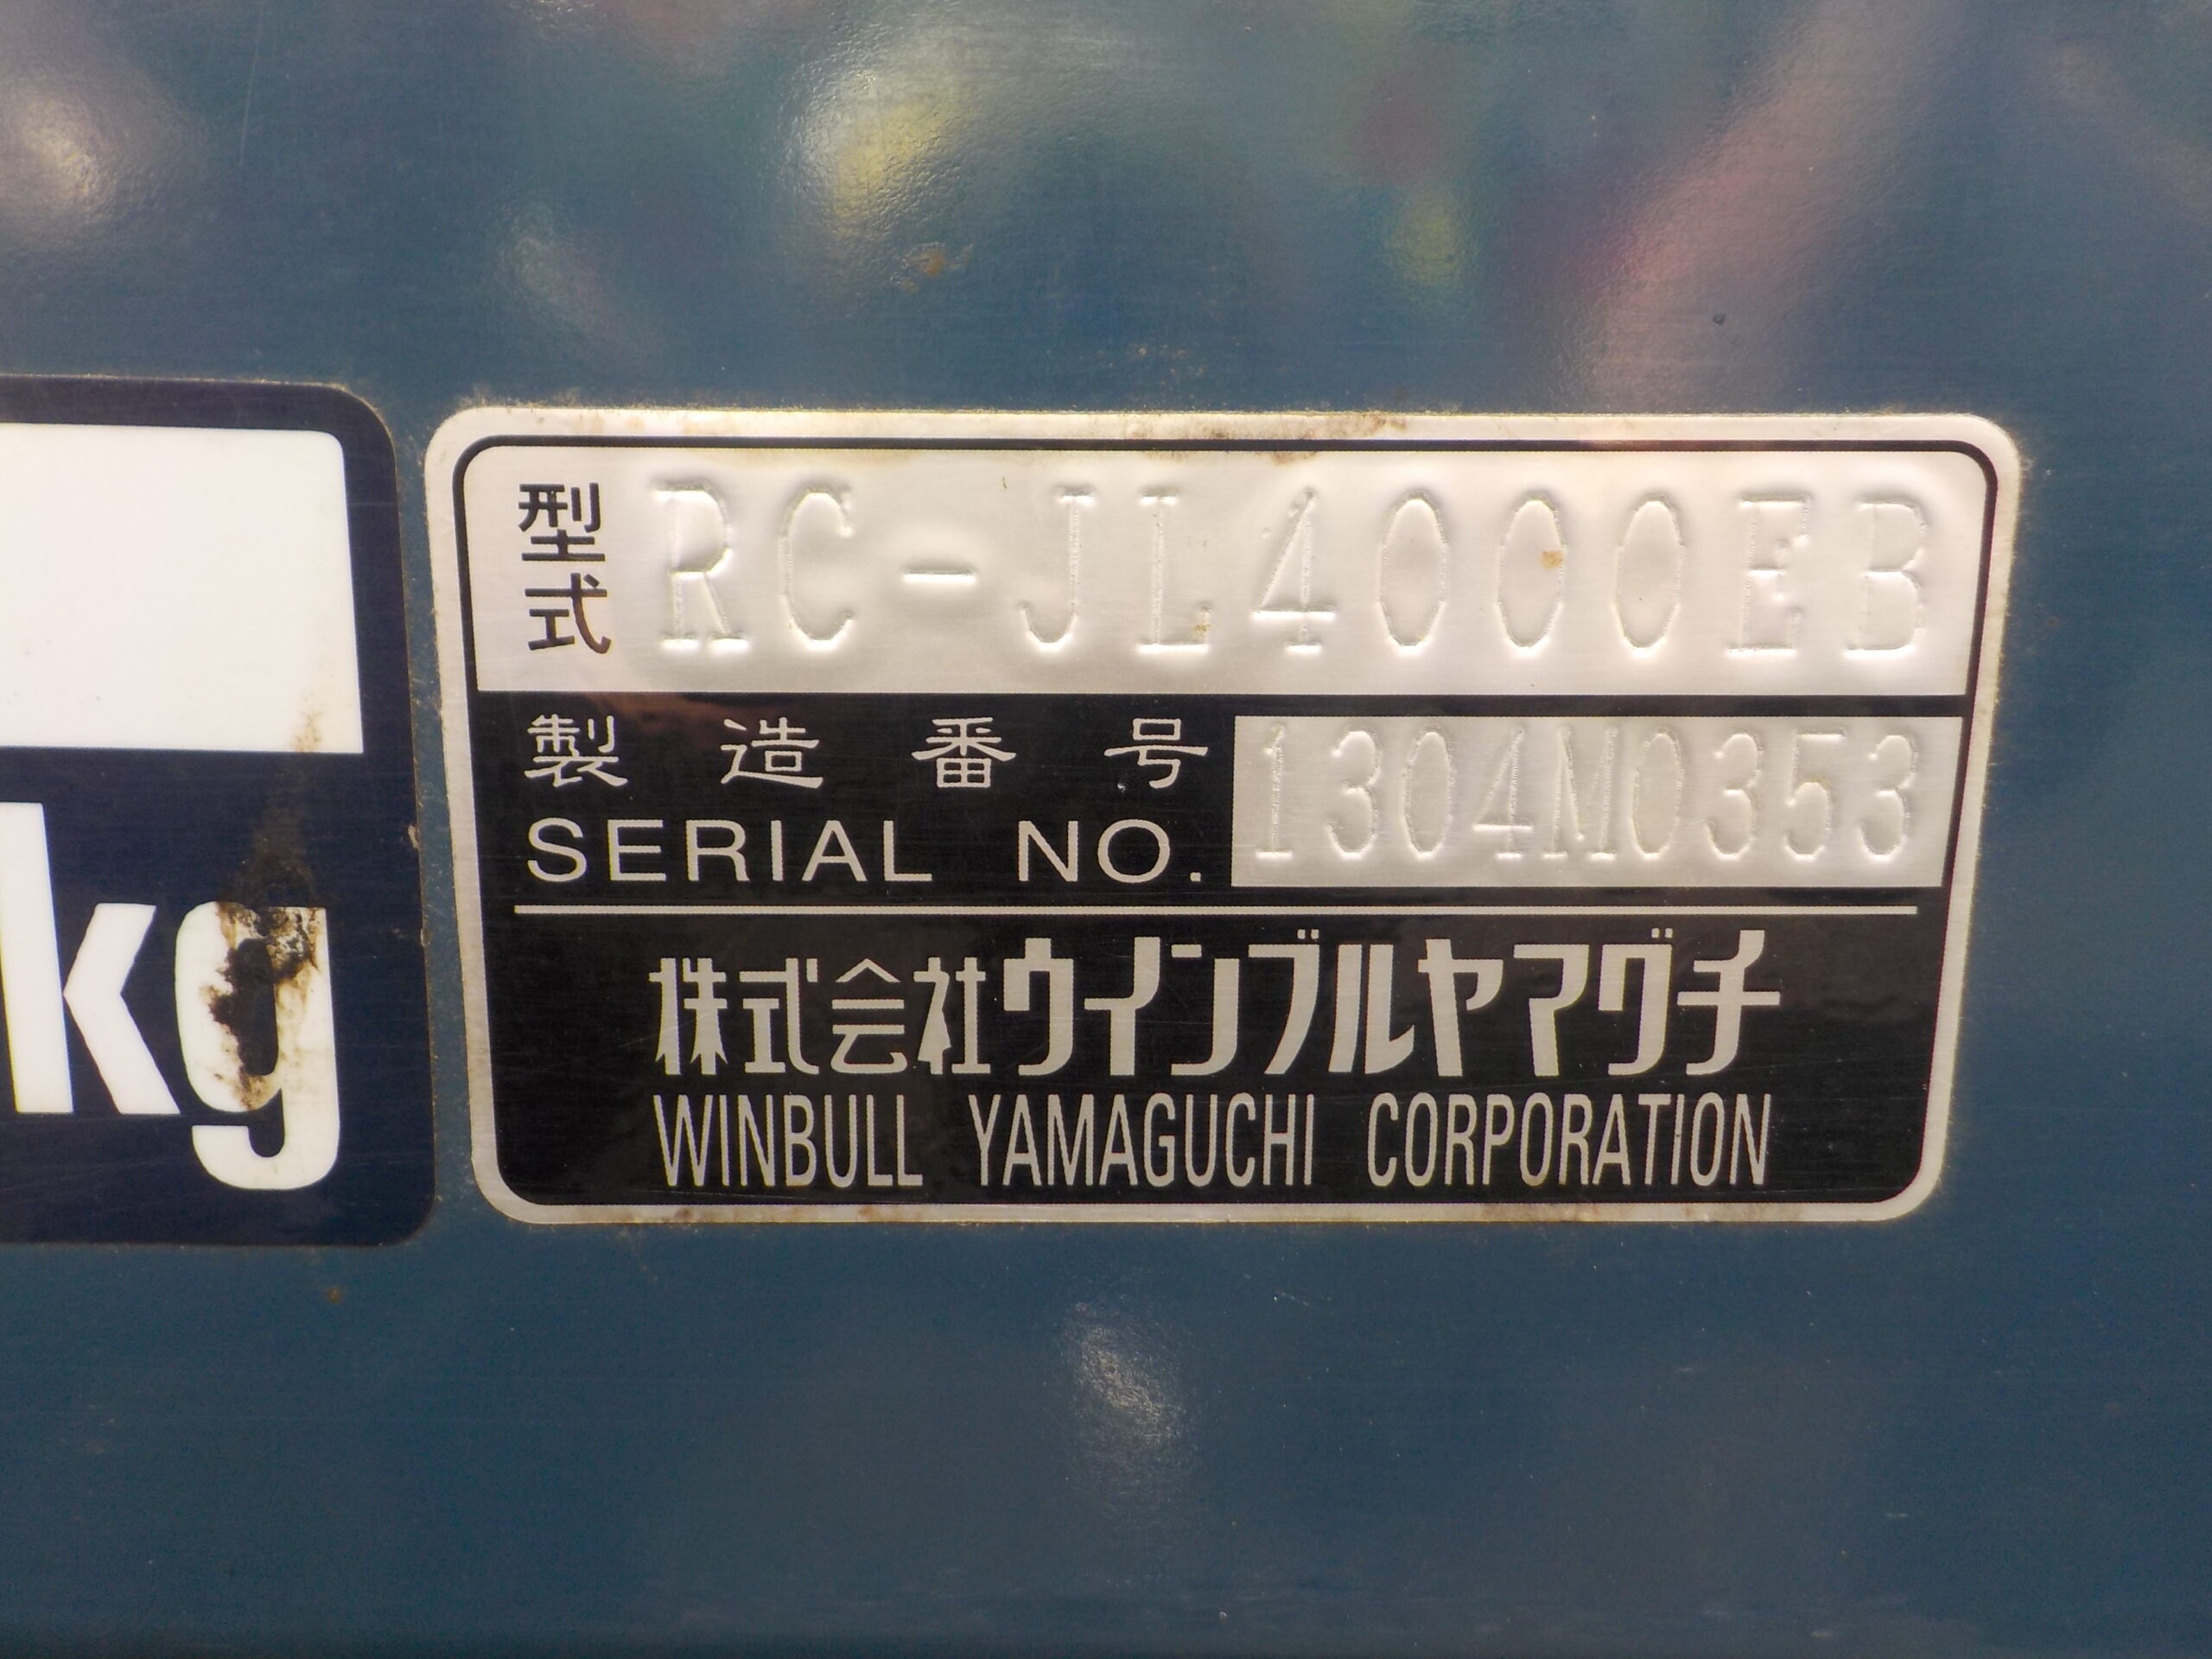 型式 RC-JL4000EB
製造番号
SERIAL NO. 1304M0353
株式会社ウインブルヤマグチ
WINBULL YAMAGUCHI CORPORATION
kg